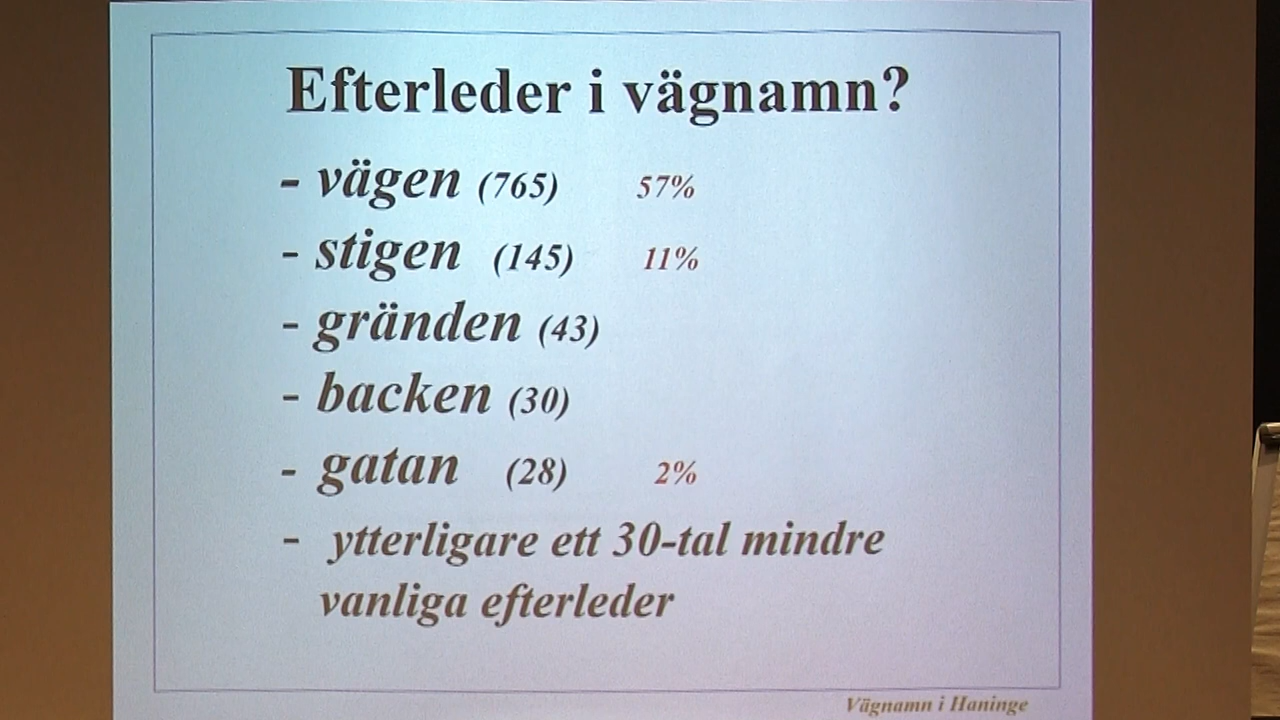 Efterleder i vägnamn?
- vägen (765) 57%
- stigen (145) 11%
- gränden (43)
- backen (30)
- gatan (28) 2%
- ytterligare ett 30-tal mindre
vanliga efterleder
Vägnamn i Haninge